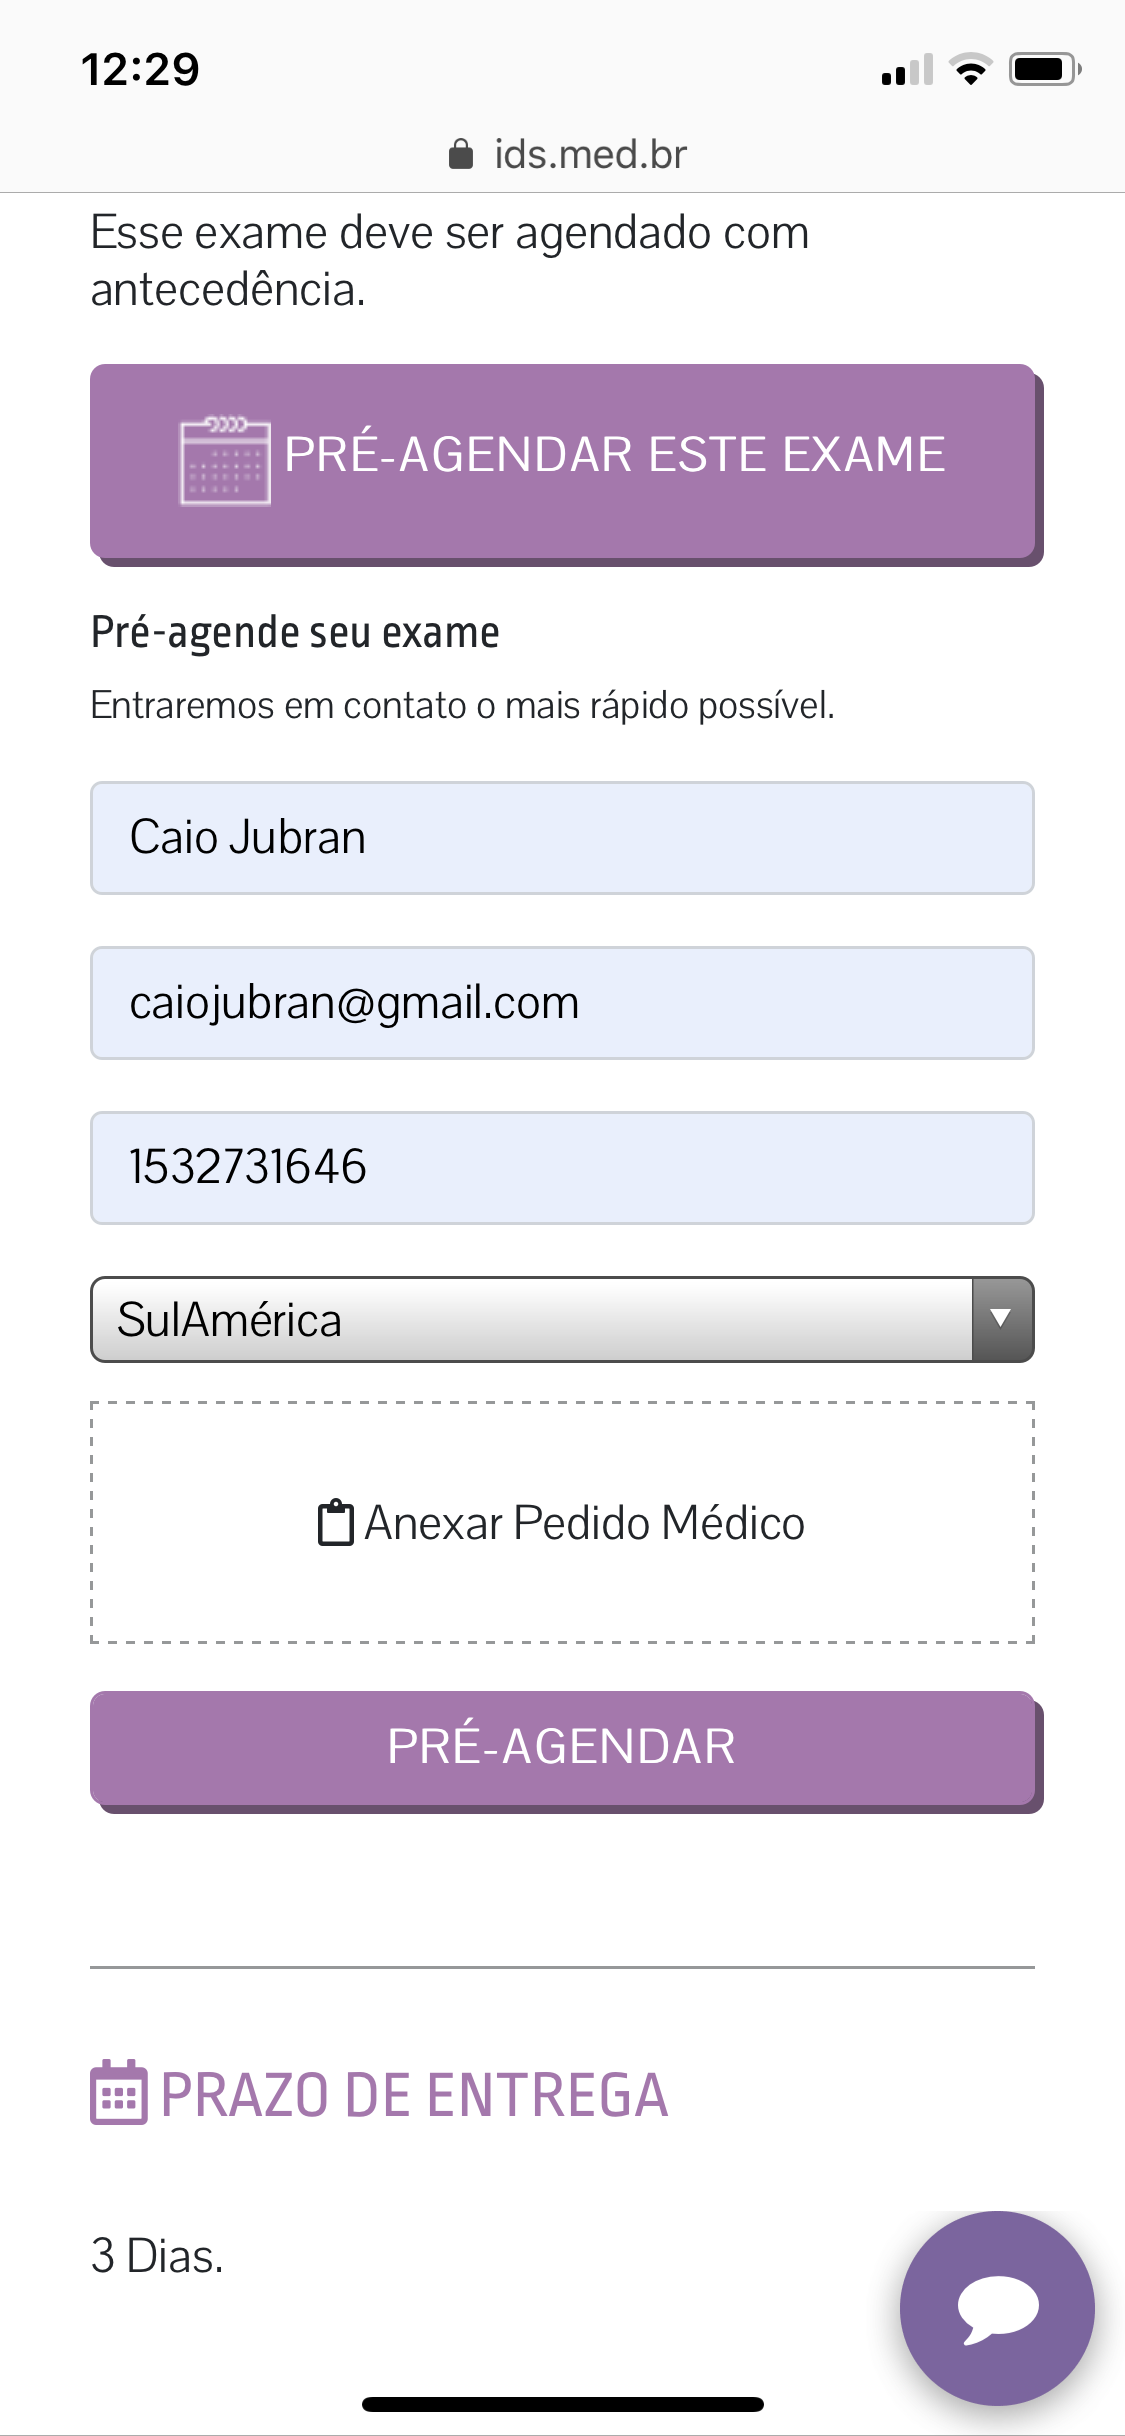 12:29
ids.med.br
Esse exame deve ser agendado com
antecedência.
PRÉ-AGENDAR ESTE EXAME
Pré-agende seu exame
Entraremos em contato o mais rápido possível.
Caio Jubran
caiojubran@gmail.com
1532731646
SulAmérica
Anexar Pedido Médico
PRÉ-AGENDAR
PRAZO DE ENTREGA
3 Dias.